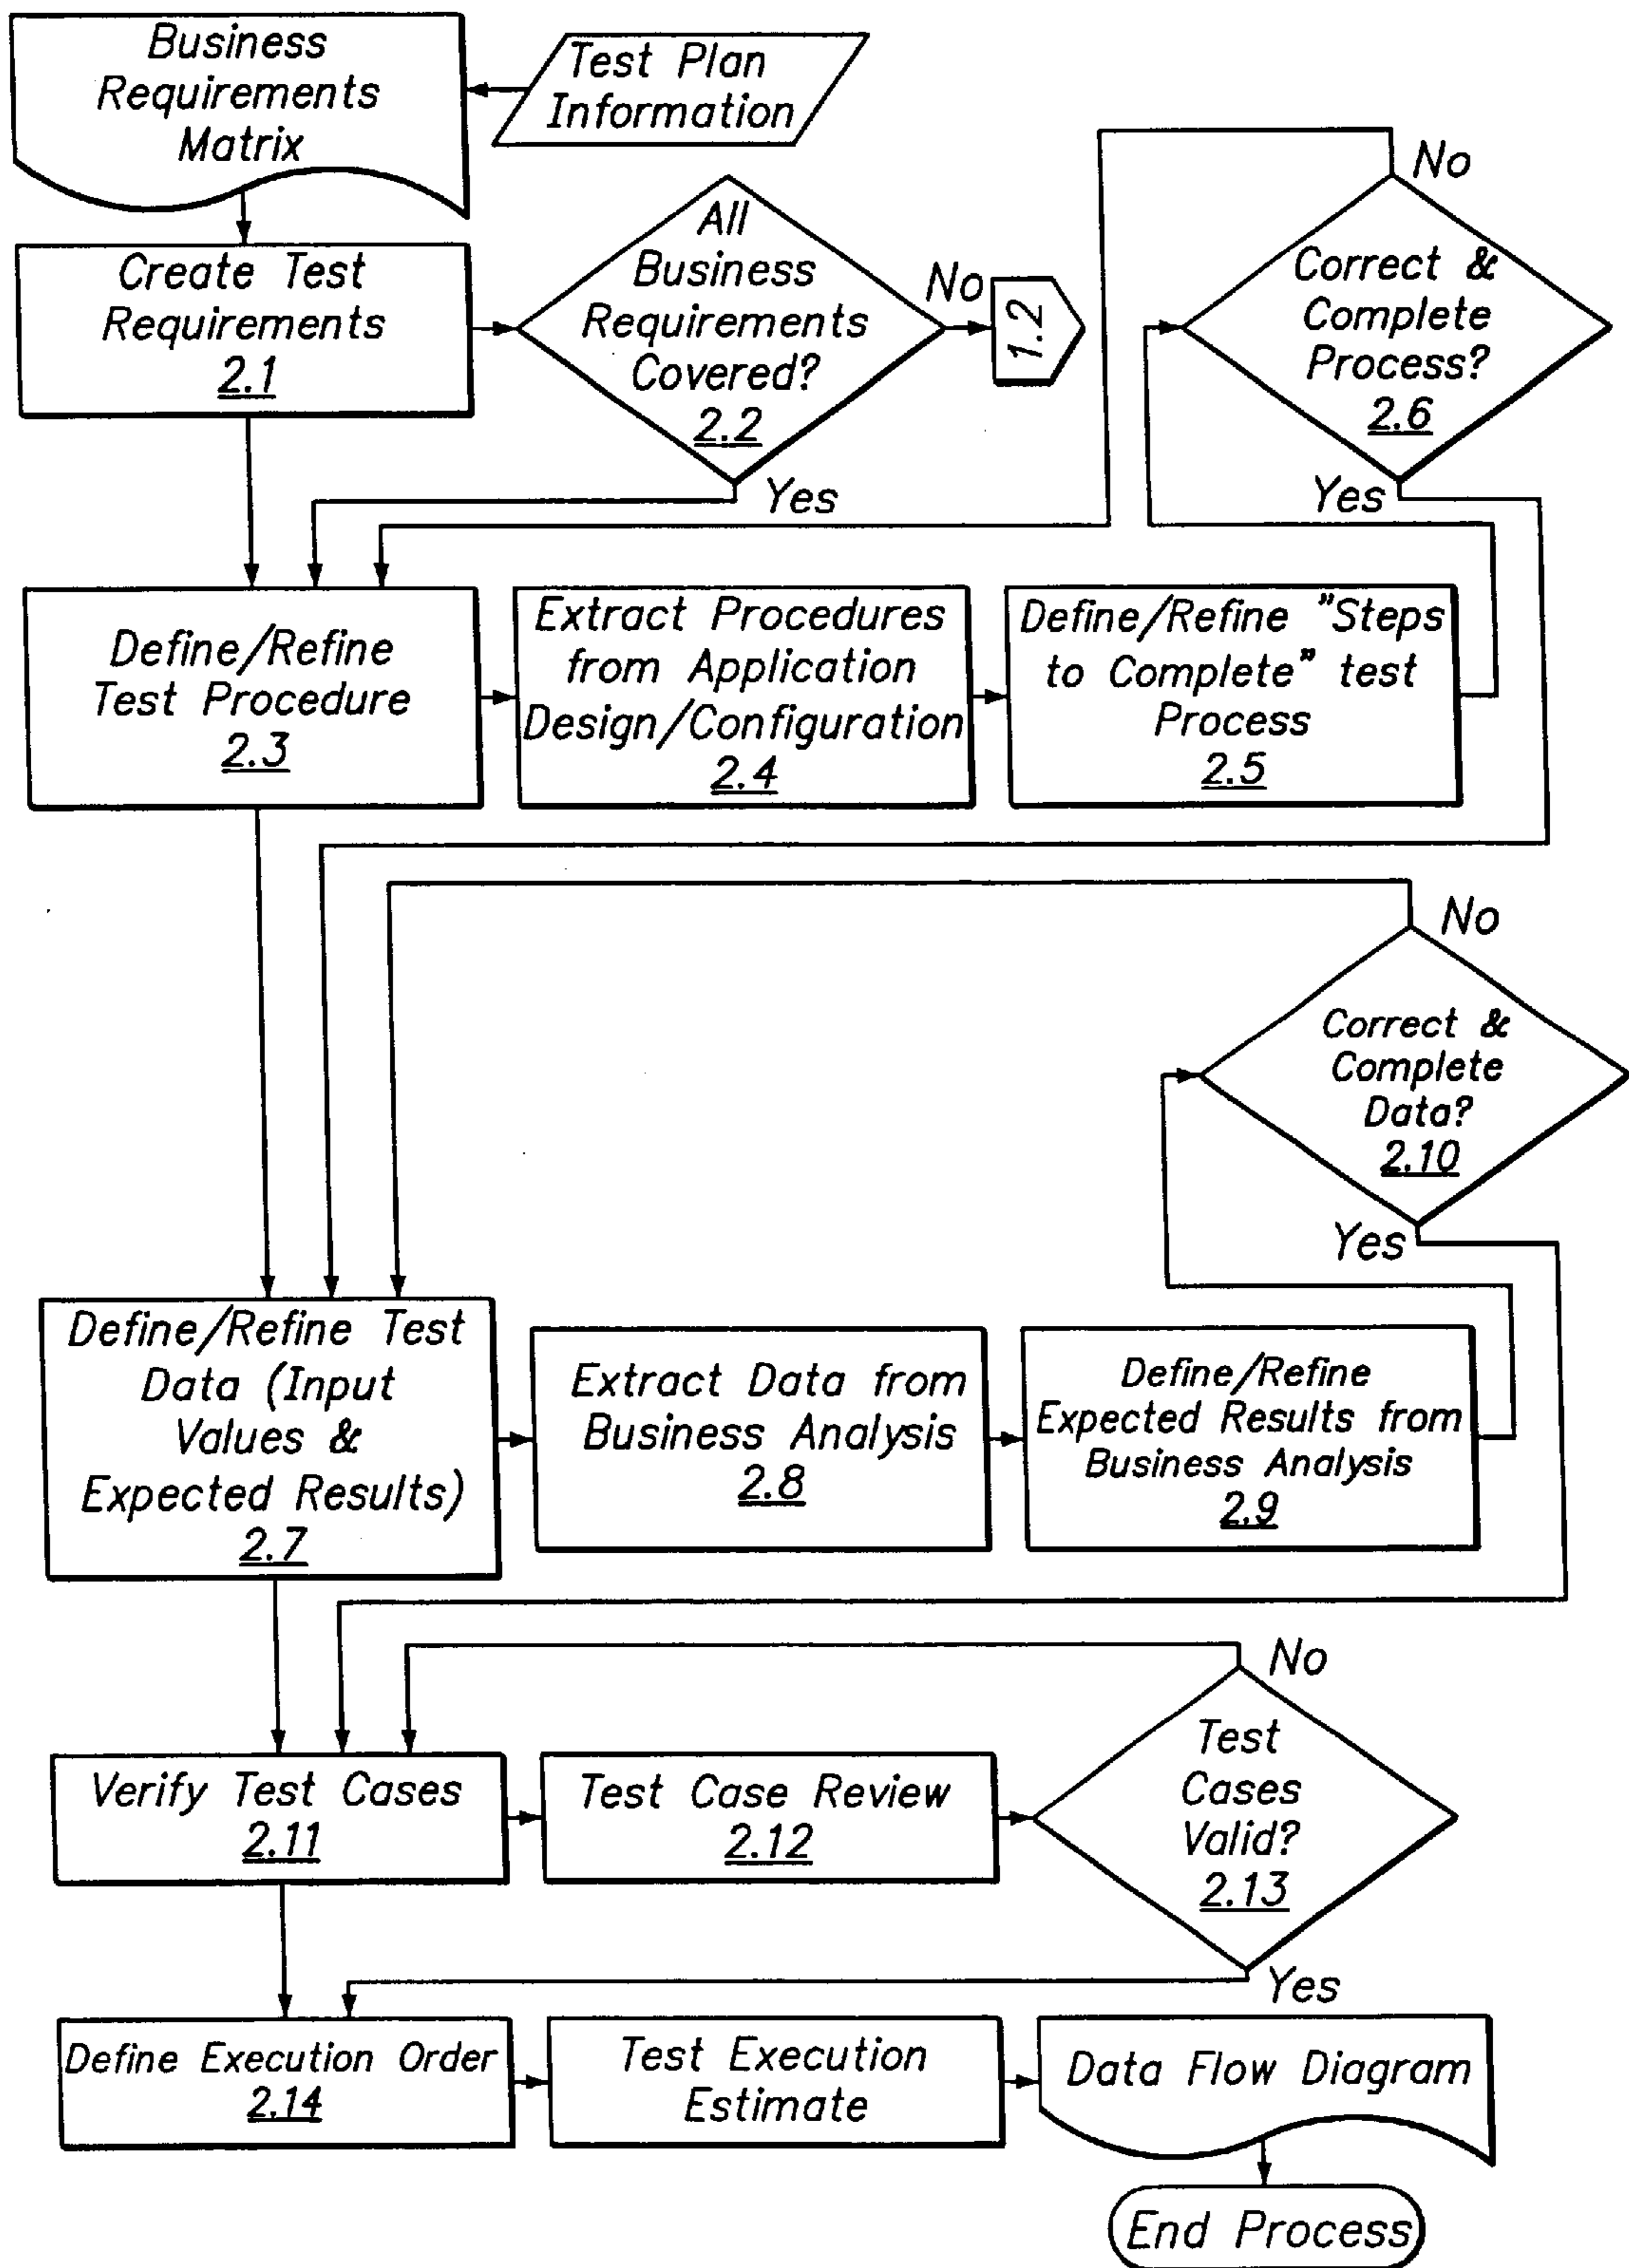 Business
Requirements
Matrix
Test Plan
Information
Create Test
Requirements
2.1
All
Business
Requirements
Covered?
2.2
No
1.2
Yes
No
Correct &
Complete
Process?
2.6
Yes
Define/Refine
Test Procedure
2.3
Extract Procedures
from Application
Design/Configuration
2.4
Define/Refine "Steps
to Complete" test
Process
2.5
No
Correct &
Complete
Data?
2.10
Yes
Define/Refine Test
Data (Input
Values &
Expected Results)
2.7
Extract Data from
Business Analysis
2.8
Define/Refine
Expected Results from
Business Analysis
2.9
No
Test
Cases
Valid?
2.13
Yes
Verify Test Cases
2.11
Test Case Review
2.12
Define Execution Order
2.14
Test Execution
Estimate
Data Flow Diagram
End Process